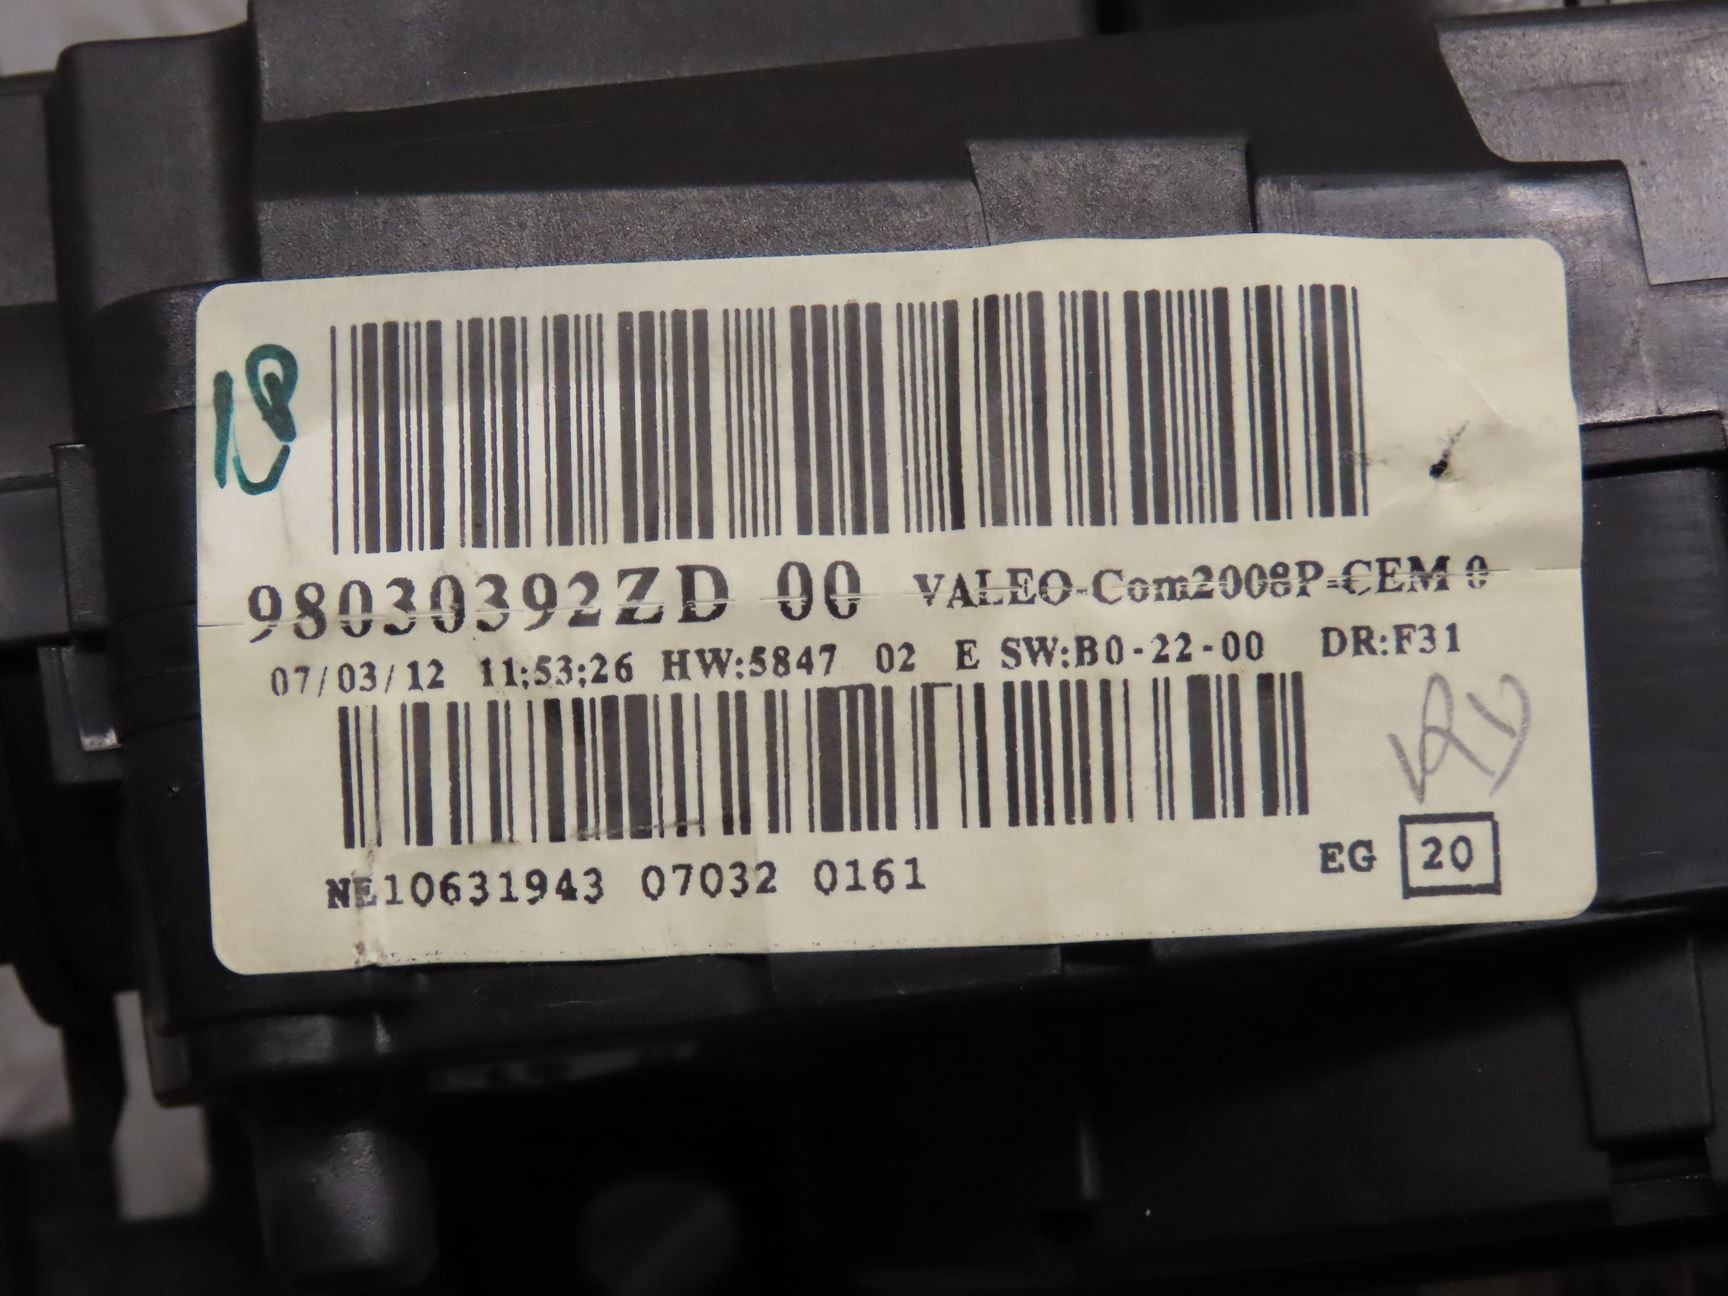 18
98030392ZD 00 VALEO-Com2008P-CEM 0
07/03/12 11:53:26 HW:5847 02 E SW:B0-22-00 DR:F31
NE10631943 07032 0161
EG 20